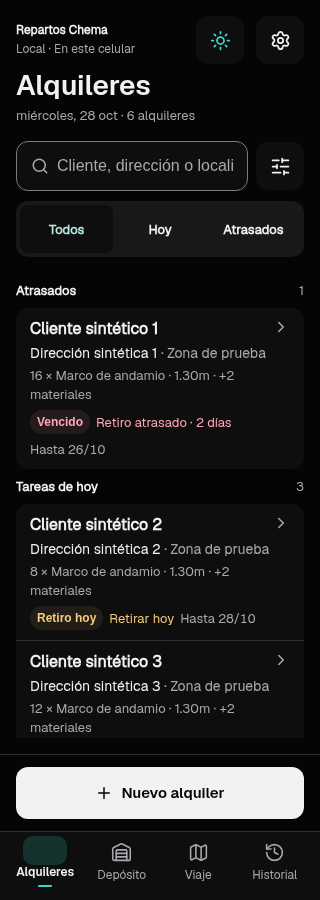 Repartos Chema
Local · En este celular
Alquileres
miércoles, 28 oct · 6 alquileres
Cliente, dirección o locali
Todos
Hoy
Atrasados
Atrasados
1
Cliente sintético 1
Dirección sintética 1 · Zona de prueba
16 × Marco de andamio · 1.30m · +2
materiales
Vencido
Retiro atrasado · 2 días
Hasta 26/10
Tareas de hoy
3
Cliente sintético 2
Dirección sintética 2 · Zona de prueba
8 × Marco de andamio · 1.30m · +2
materiales
Retiro hoy
Retirar hoy
Hasta 28/10
Cliente sintético 3
Dirección sintética 3 · Zona de prueba
12 × Marco de andamio · 1.30m · +2
materiales
Nuevo alquiler
Alquileres
Depósito
Viaje
Historial